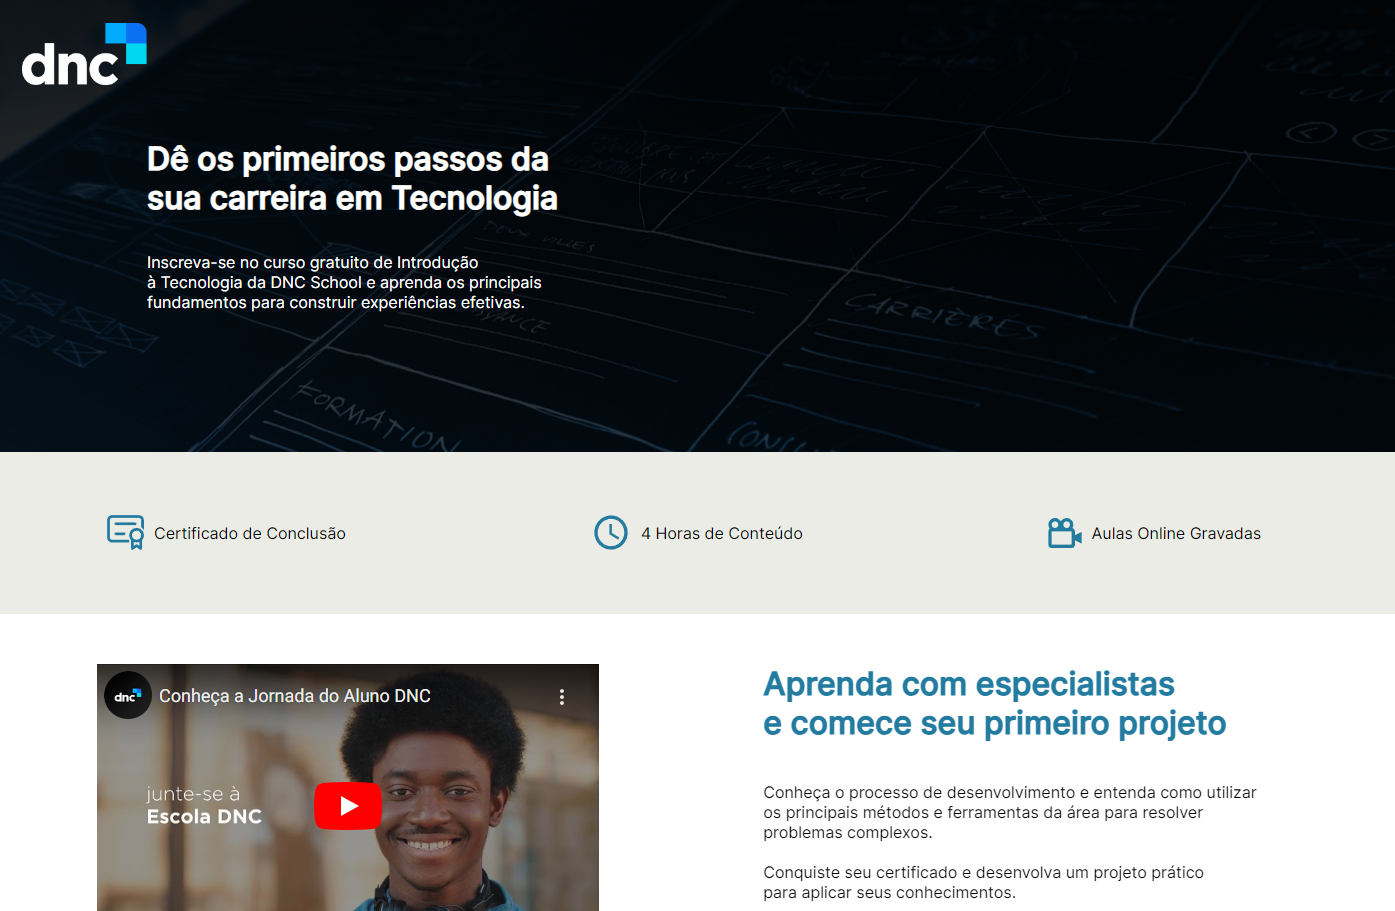 dnc
Dê os primeiros passos da
sua carreira em Tecnologia
Inscreva-se no curso gratuito de Introdução
à Tecnologia da DNC School e aprenda os principais
fundamentos para construir experiências efetivas.
CARRIÈRES
FORMATION
Certificado de Conclusão
4 Horas de Conteúdo
Aulas Online Gravadas
dnc
Conheça a Jornada do Aluno DNC
junte-se à
Escola DNC
Aprenda com especialistas
e comece seu primeiro projeto
Conheça o processo de desenvolvimento e entenda como utilizar
os principais métodos e ferramentas da área para resolver
problemas complexos.
Conquiste seu certificado e desenvolva um projeto prático
para aplicar seus conhecimentos.